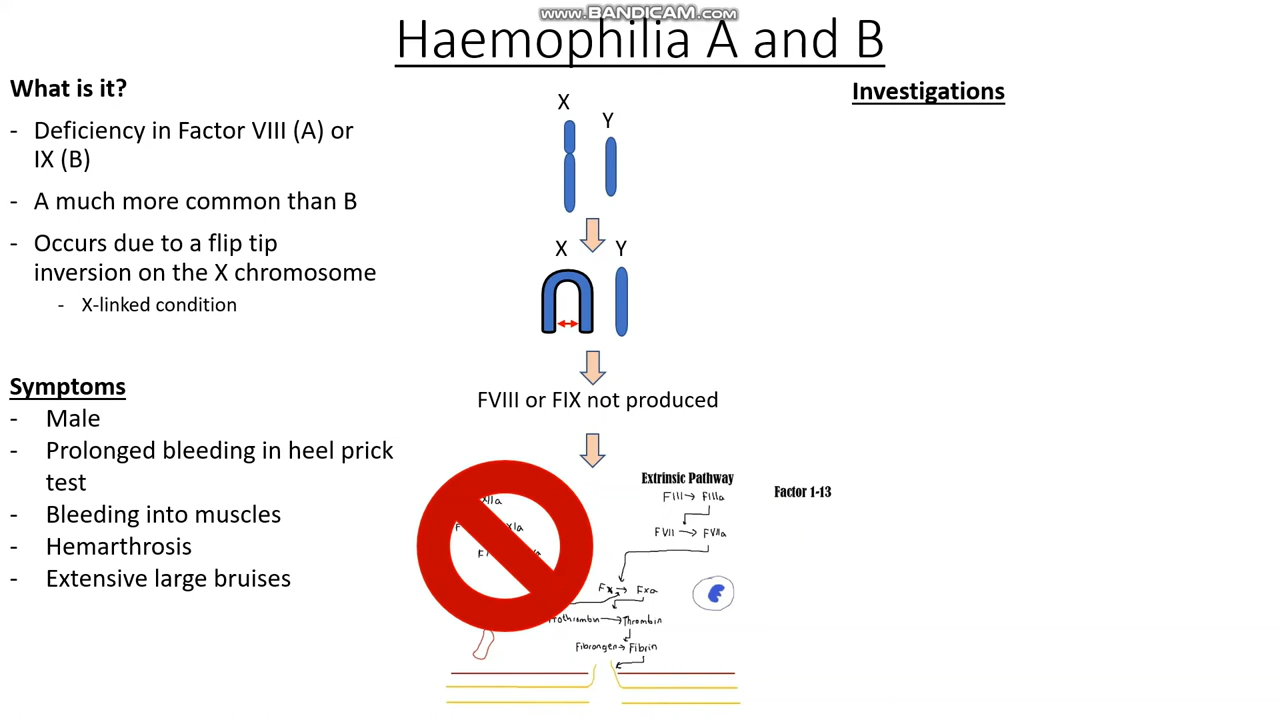 www.BANDICAM.com
Haemophilia A and B
What is it?
- Deficiency in Factor VIII (A) or
IX (B)
- A much more common than B
- Occurs due to a flip tip
inversion on the X chromosome
- X-linked condition
Symptoms
- Male
- Prolonged bleeding in heel prick
test
- Bleeding into muscles
- Hemarthrosis
- Extensive large bruises
X
Y
X
Y
FVIII or FIX not produced
Extrinsic Pathway
FIII → FIIIa
FVII → FVIIa
Fx → Fxa
Thrombin
Fibrongen → Fibrin
Factor 1-13
Investigations